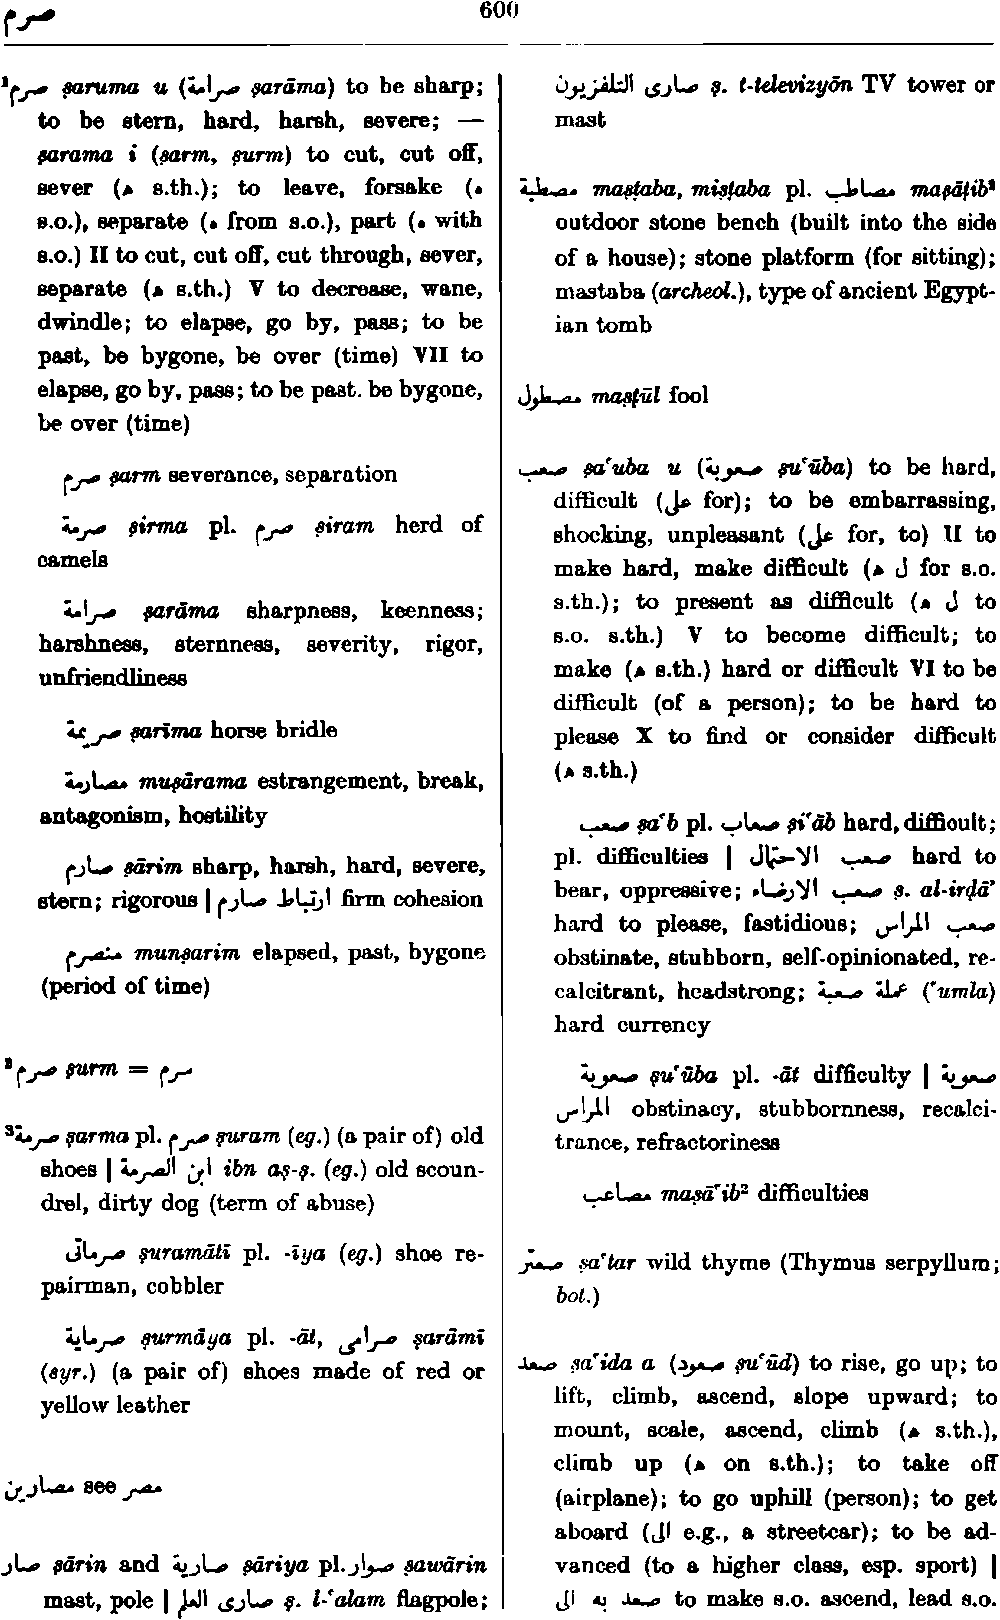 صرم
600
¹صرم ṣaruma u (صرامة ṣarāma) to be sharp;
to be stern, hard, harsh, severe; —
ṣarama i (ṣarm, ṣurm) to cut, cut off,
sever (ه s.th.); to leave, forsake (ه
s.o.), separate (ه from s.o.), part (ه with
s.o.) II to cut, cut off, cut through, sever,
separate (ه s.th.) V to decrease, wane,
dwindle; to elapse, go by, pass; to be
past, be bygone, be over (time) VII to
elapse, go by, pass; to be past. be bygone,
be over (time)
صرم ṣarm severance, separation
صرمة ṣirma pl. صرم ṣiram herd of
camels
صرامة ṣarāma sharpness, keenness;
harshness, sternness, severity, rigor,
unfriendliness
صريمة ṣarīma horse bridle
مصارمة muṣārama estrangement, break,
antagonism, hostility
صارم ṣārim sharp, harsh, hard, severe,
stern; rigorous | ارتباط صارم firm cohesion
منصرم munṣarim elapsed, past, bygone
(period of time)
²صرم ṣurm = سرم
³صرمة ṣarma pl. صرم ṣuram (eg.) (a pair of) old
shoes | ابن الصرمة ibn aṣ-ṣ. (eg.) old scoun-
drel, dirty dog (term of abuse)
صرماتى ṣuramātī pl. -īya (eg.) shoe re-
pairman, cobbler
صرماية ṣurmāya pl. -āt, صرامى ṣarāmī
(syr.) (a pair of) shoes made of red or
yellow leather
مصارين see مصر
صار ṣārin and صارية ṣāriya pl. صوار ṣawārin
mast, pole | صارى العلم ṣ. l-ʿalam flagpole;
صارى التلفزيون ṣ. t-televizyōn TV tower or
mast
مصطبة maṣṭaba, miṣṭaba pl. مصاطب maṣāṭib²
outdoor stone bench (built into the side
of a house); stone platform (for sitting);
mastaba (archeol.), type of ancient Egypt-
ian tomb
مصطول maṣṭūl fool
صعب ṣaʿuba u (صعوبة ṣuʿūba) to be hard,
difficult (على for); to be embarrassing,
shocking, unpleasant (على for, to) II to
make hard, make difficult (ل ه for s.o.
s.th.); to present as difficult (ل ه to
s.o. s.th.) V to become difficult; to
make (ه s.th.) hard or difficult VI to be
difficult (of a person); to be hard to
please X to find or consider difficult
(ه s.th.)
صعب ṣaʿb pl. صعاب ṣiʿāb hard, difficult;
pl. difficulties | صعب الاحتمال hard to
bear, oppressive; صعب الارضاء ṣ. al-irḍāʾ
hard to please, fastidious; صعب المراس
obstinate, stubborn, self-opinionated, re-
calcitrant, headstrong; عملة صعبة (ʿumla)
hard currency
صعوبة ṣuʿūba pl. -āt difficulty | صعوبة
المراس obstinacy, stubbornness, recalci-
trance, refractoriness
مصاعب maṣāʿib² difficulties
صعتر ṣaʿtar wild thyme (Thymus serpyllum;
bot.)
صعد ṣaʿida a (صعود ṣuʿūd) to rise, go up; to
lift, climb, ascend, slope upward; to
mount, scale, ascend, climb (ه s.th.),
climb up (ه on s.th.); to take off
(airplane); to go uphill (person); to get
aboard (الى e.g., a streetcar); to be ad-
vanced (to a higher class, esp. sport) |
صعد به الى to make s.o. ascend, lead s.o.